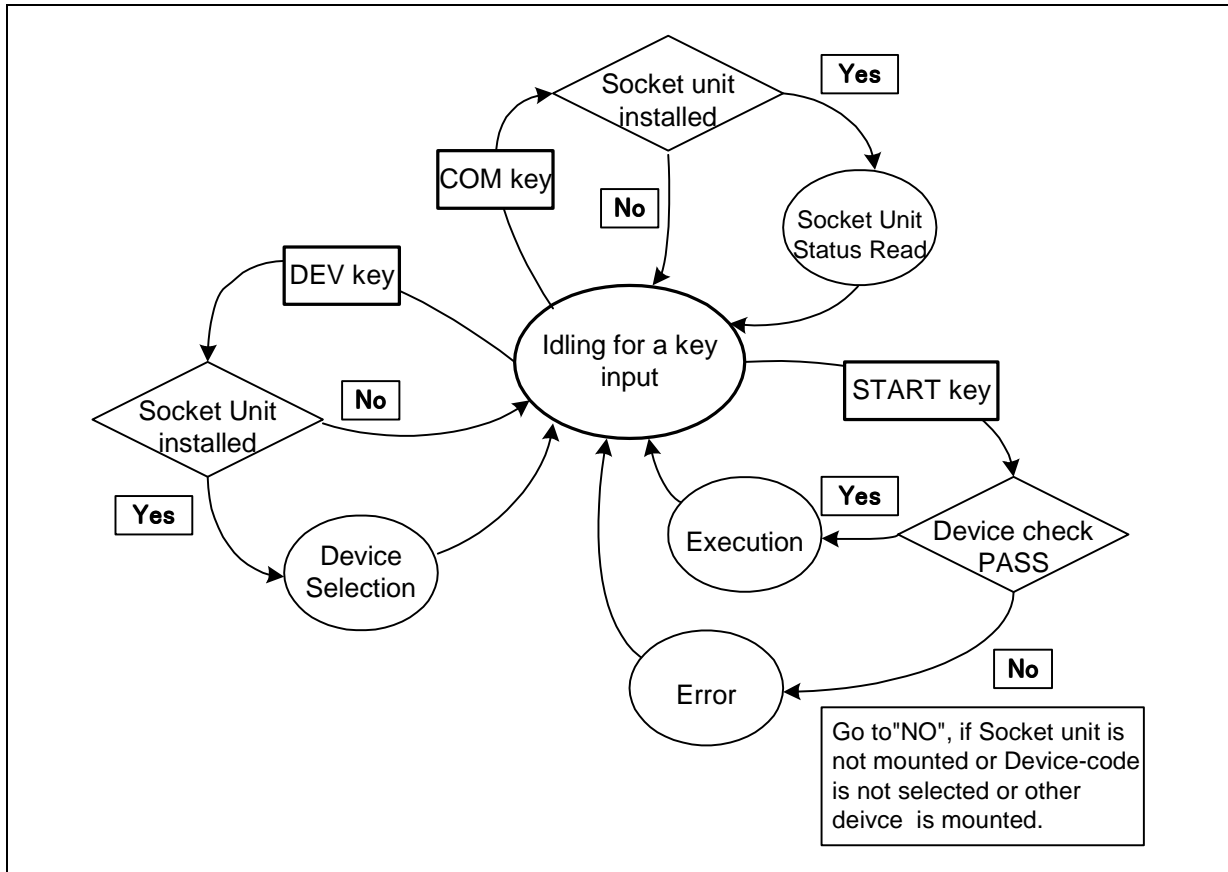 Socket unit
installed
Yes
COM key
No
Socket Unit
Status Read
DEV key
Idling for a key
input
START key
Socket Unit
installed
No
Yes
Device
Selection
Execution
Yes
Device check
PASS
Error
No
Go to"NO", if Socket unit is
not mounted or Device-code
is not selected or other
deivce is mounted.